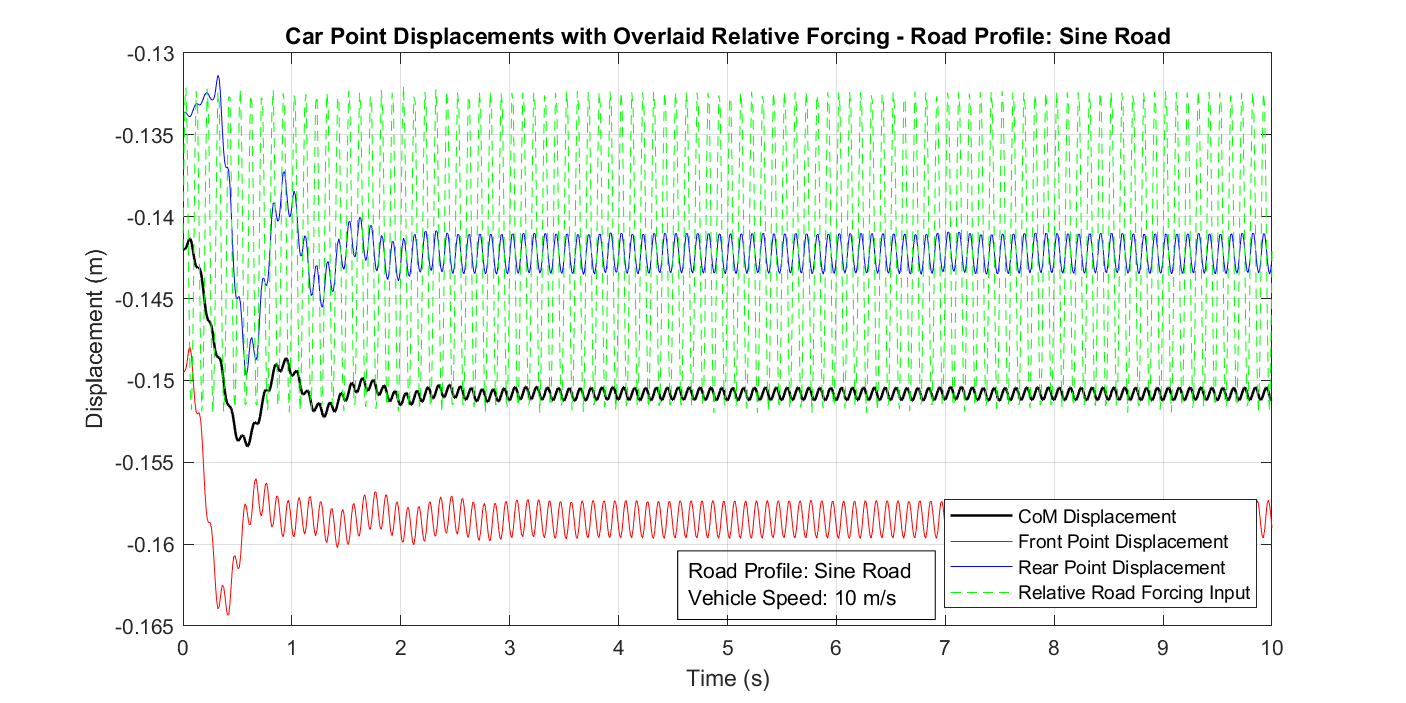 Car Point Displacements with Overlaid Relative Forcing - Road Profile: Sine Road
Displacement (m)
-0.13
-0.135
-0.14
-0.145
-0.15
-0.155
-0.16
-0.165
CoM Displacement
Front Point Displacement
Rear Point Displacement
Relative Road Forcing Input
Road Profile: Sine Road
Vehicle Speed: 10 m/s
0 1 2 3 4 5 6 7 8 9 10
Time (s)